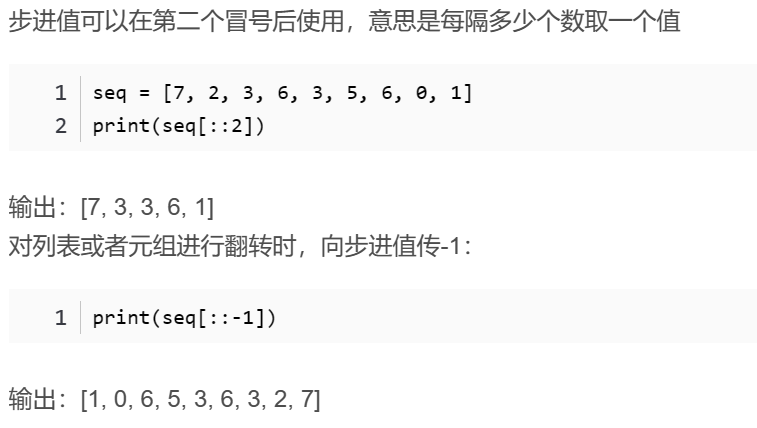 步进值可以在第二个冒号后使用，意思是每隔多少个数取一个值
1 seq = [7, 2, 3, 6, 3, 5, 6, 0, 1]
2 print(seq[::2])
输出：[7, 3, 3, 6, 1]
对列表或者元组进行翻转时，向步进值传-1：
1 print(seq[::-1])
输出：[1, 0, 6, 5, 3, 6, 3, 2, 7]